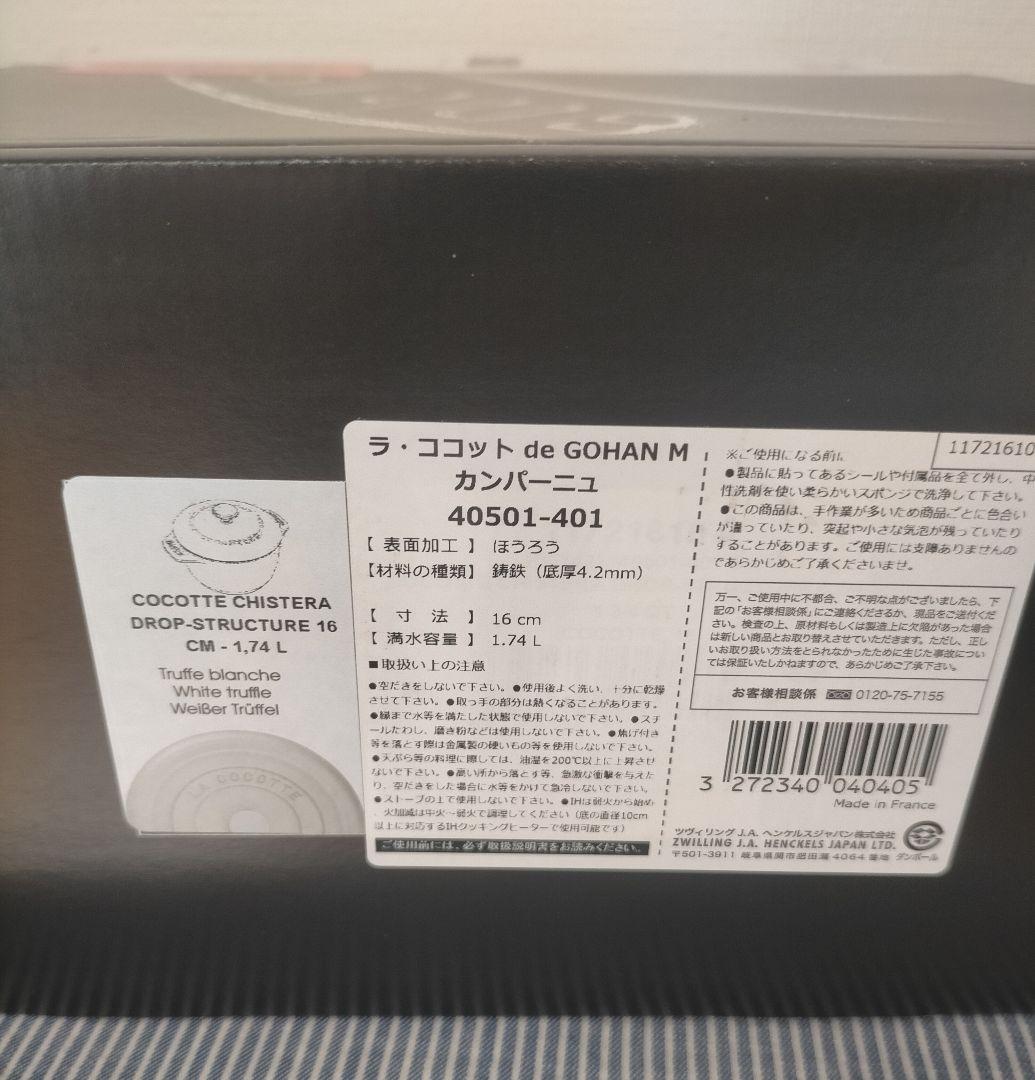 COCOTTE CHISTERA
DROP-STRUCTURE 16
CM - 1,74 L
Truffe blanche
White truffle
Weißer Trüffel
COCOTTE
ラ・ココット de GOHAN M
カンパーニュ
40501-401
【 表面加工 】 ほうろう
【材料の種類】 鋳鉄（底厚4.2mm）
【 寸 法 】 16 cm
【 満水容量 】 1.74 L
■取扱い上の注意
●空だきをしないで下さい。●使用後よく洗い、十分に乾燥
させて下さい。●取っ手の部分は熱くなることがあります。
●縁まで水等を満たした状態で使用しないで下さい。●スチ
ールたわし、磨き粉などは使用しないで下さい。●焦げ付き
等を落とす際は金属製の硬いもの等を使用しないで下さい。
●天ぷら等の料理に際しては、油温を200℃以上に上昇させ
ないで下さい。●高い所から落とす等、急激な衝撃を与えた
り、空だきをした場合に水等をかけて急冷しないで下さい。
●ストーブの上で使用しないで下さい。●IHは弱火から始め
、火加減は中火～弱火で調理してください（底の直径10cm
以上に対応するIHクッキングヒーターで使用可能です）
ご使用前には、必ず取扱説明書をお読みください。
11721610
※ご使用になる前に
●製品に貼ってあるシールや付属品を全て外し、中
性洗剤を使い柔らかいスポンジで洗浄して下さい。
●この商品は、手作業が多いため商品ごとに色合い
が違っていたり、突起や小さな気泡が残っていたり
することがあります。ご使用には支障ありませんの
であらかじめご了承くださいませ。
万一、ご使用中に不都合、ご不明な点がございましたら、下
記の「お客様相談係」にご連絡くださるか、現品をご送付くだ
さい。検査の上、原材料もしくは製造上に欠陥があった場合
は新しい商品とお取り替えさせていただきます。ただし、正し
いお取り扱い方法をとられなかったために生じた事故につい
ては保証いたしかねますので、あらかじめご了承下さい。
お客様相談係 0120-75-7155
3 272340 040405
Made in France
ツヴィリング J.A. ヘンケルスジャパン株式会社
ZWILLING J.A. HENCKELS JAPAN LTD.
〒501-3911 岐阜県関市肥田瀬 4064 番地 ダンボール